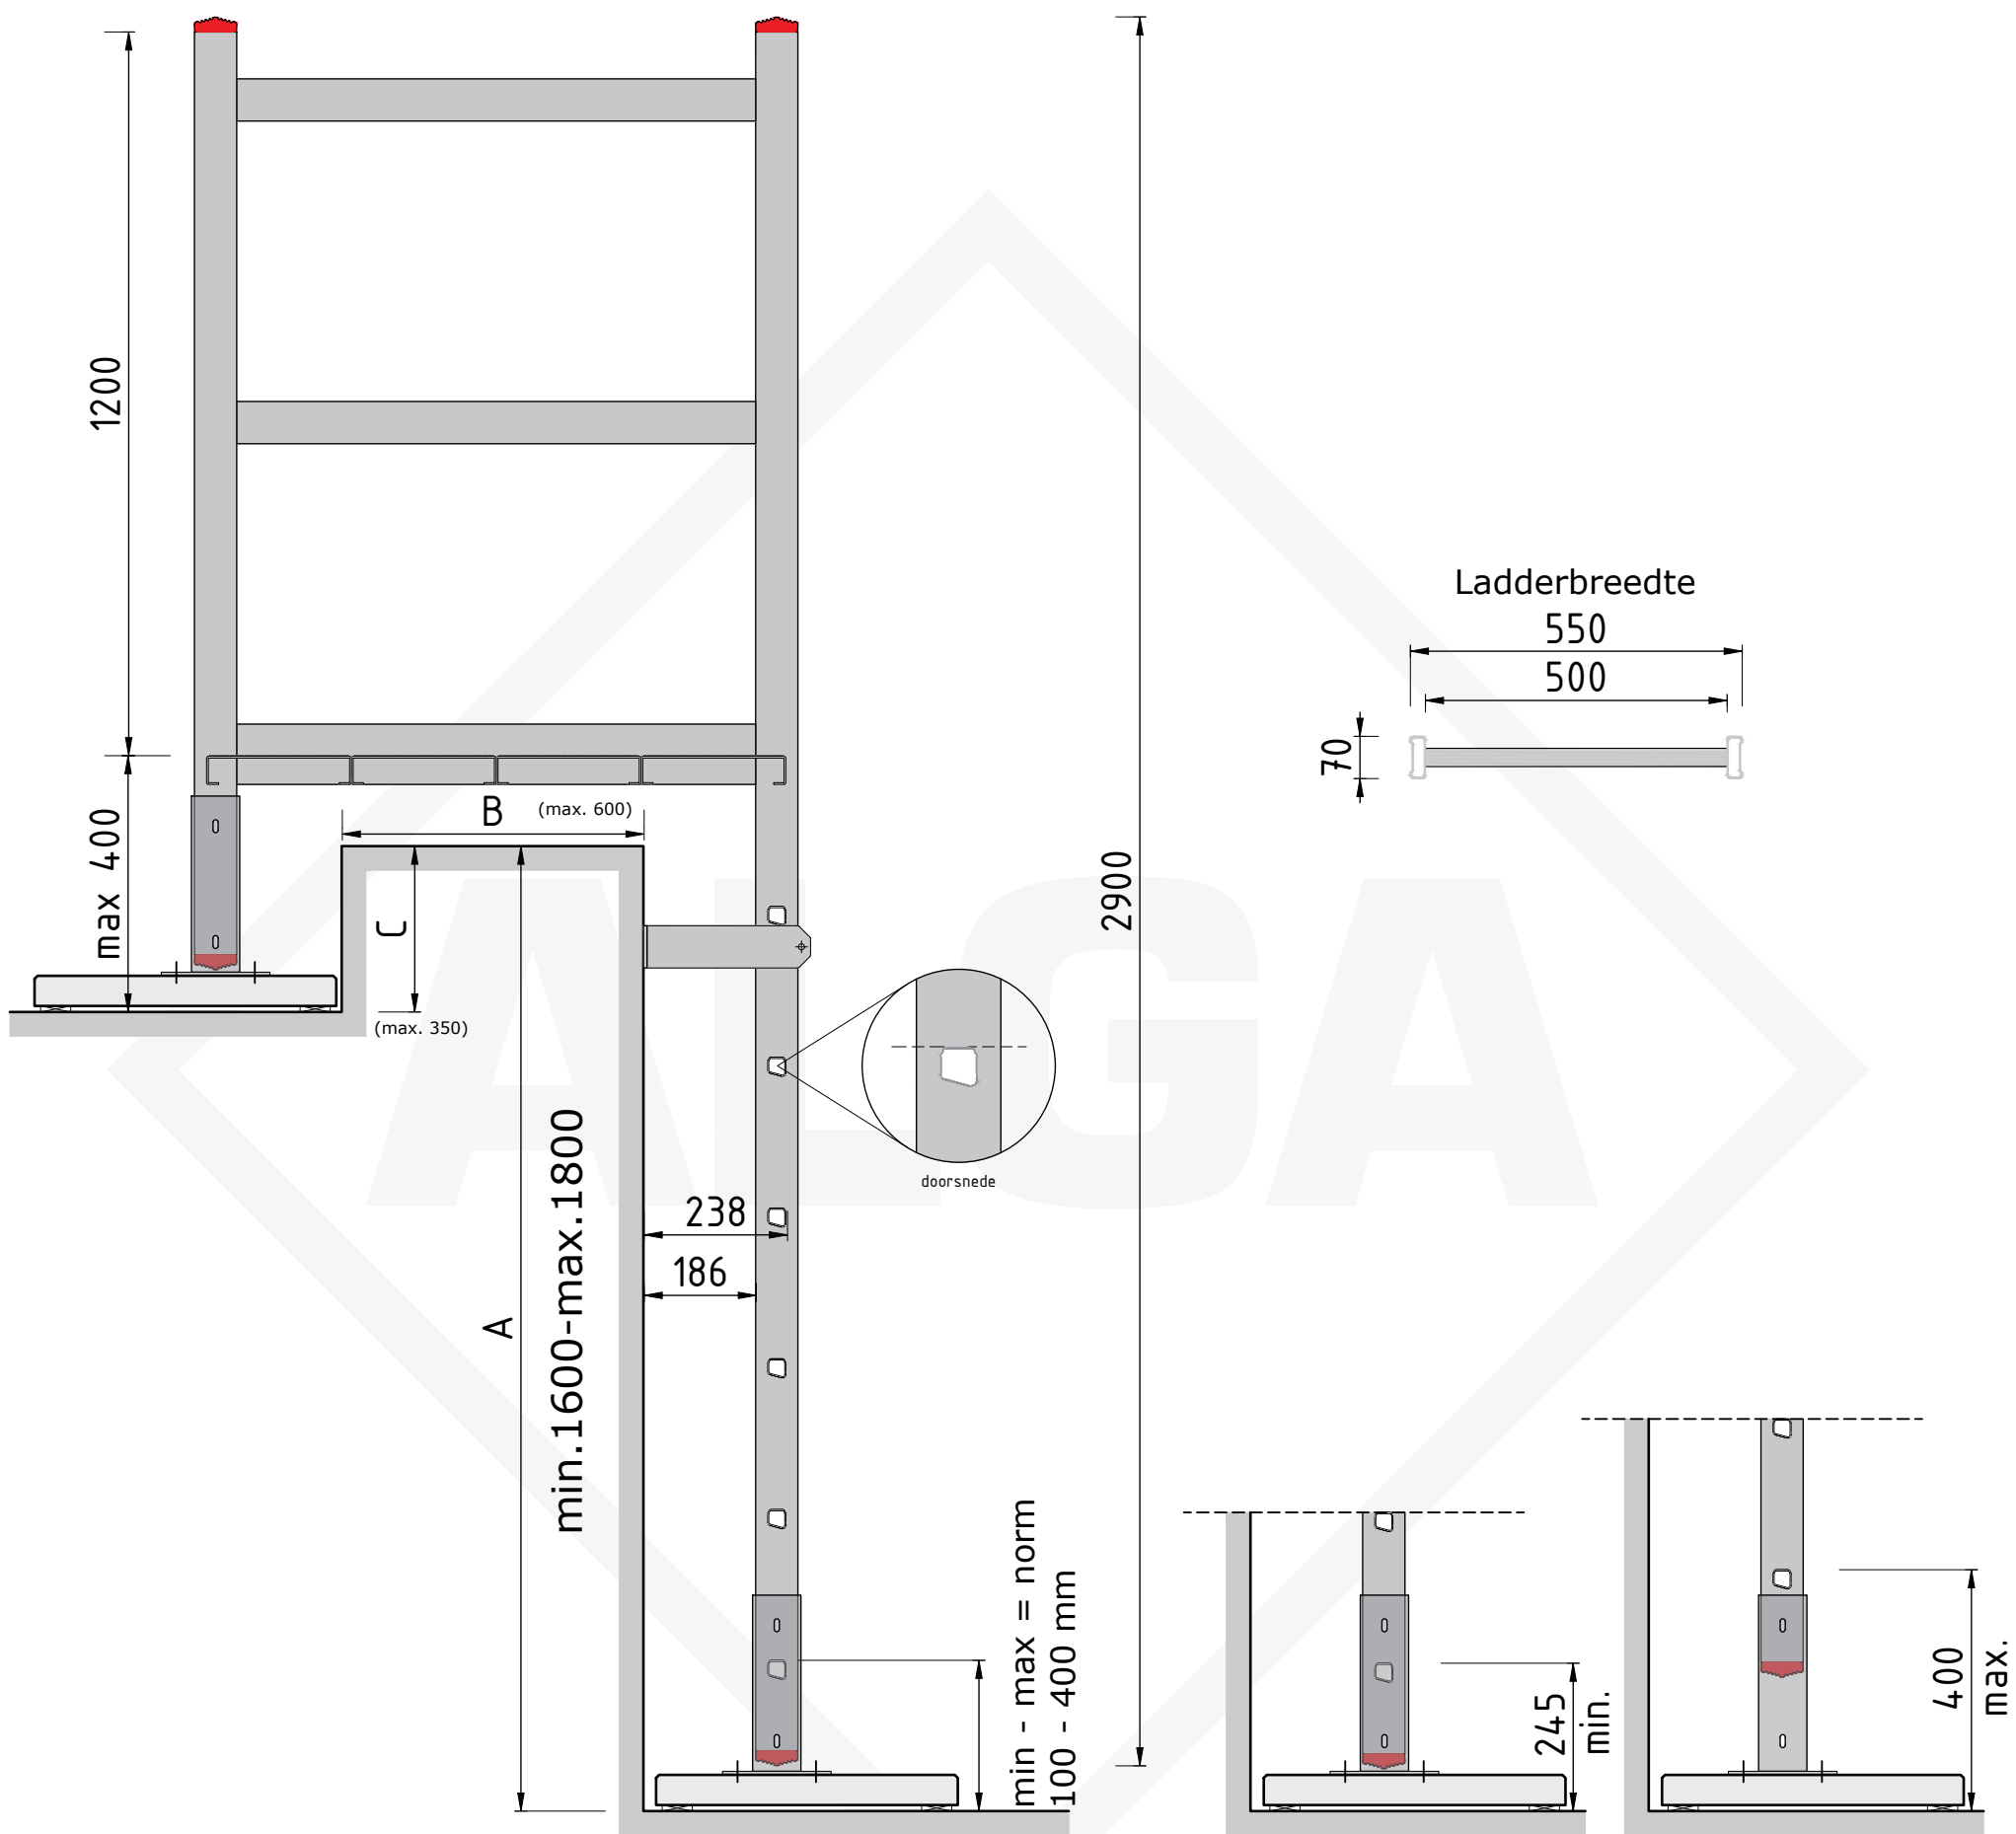 1200
max 400
B (max. 600)
C
(max. 350)
A
min.1600-max.1800
238
186
doorsnede
2900
min - max = norm
100 - 400 mm
Ladderbreedte
550
500
70
245
min.
400
max.
ALGA